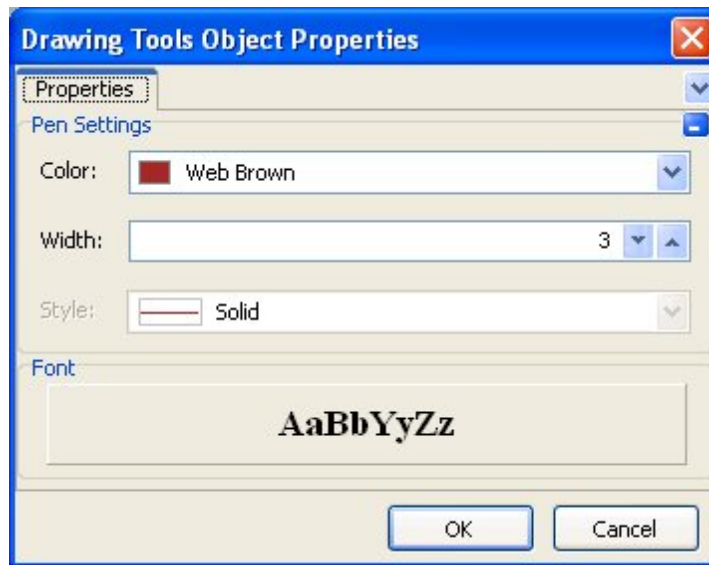 Drawing Tools Object Properties
Properties
Pen Settings
Color: Web Brown
Width: 3
Style: Solid
Font
AaBbYyZz
OK Cancel